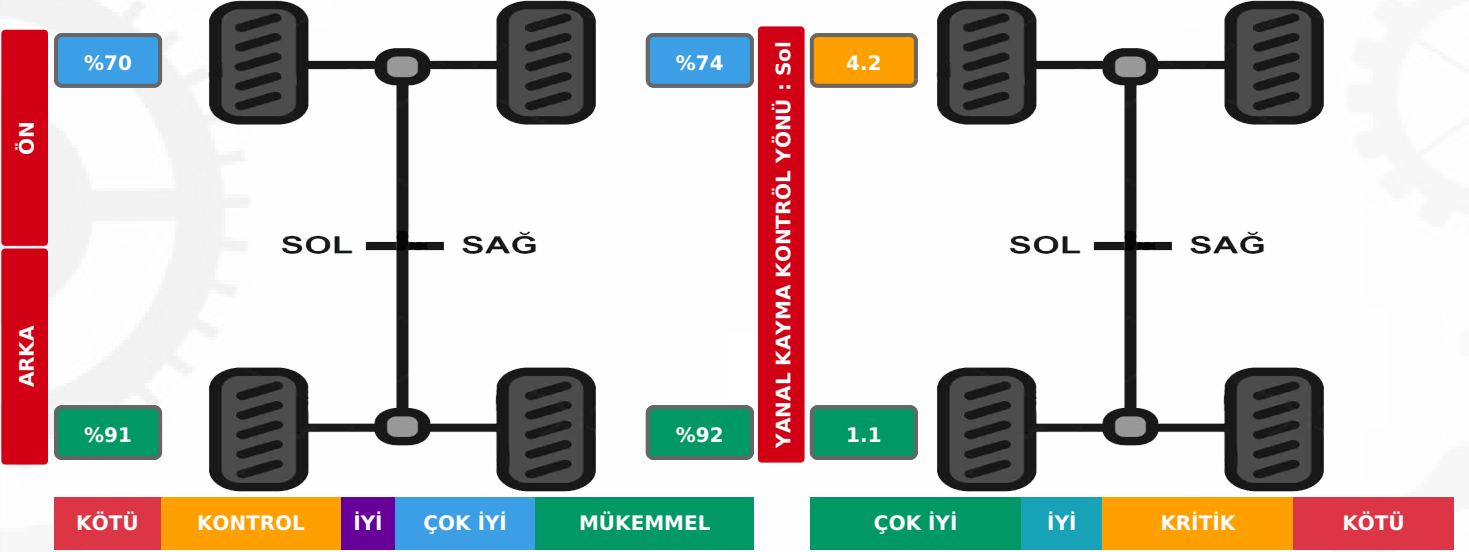 ÖN
%70
%74
YANAL KAYMA KONTRÖL YÖNÜ : Sol
4.2
SOL
SAĞ
SOL
SAĞ
ARKA
%91
%92
1.1
KÖTÜ
KONTROL
İYİ
ÇOK İYİ
MÜKEMMEL
ÇOK İYİ
İYİ
KRİTİK
KÖTÜ